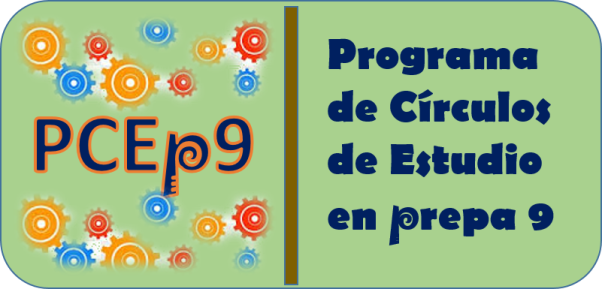 PCEp9
Programa
de Círculos
de Estudio
en prepa 9